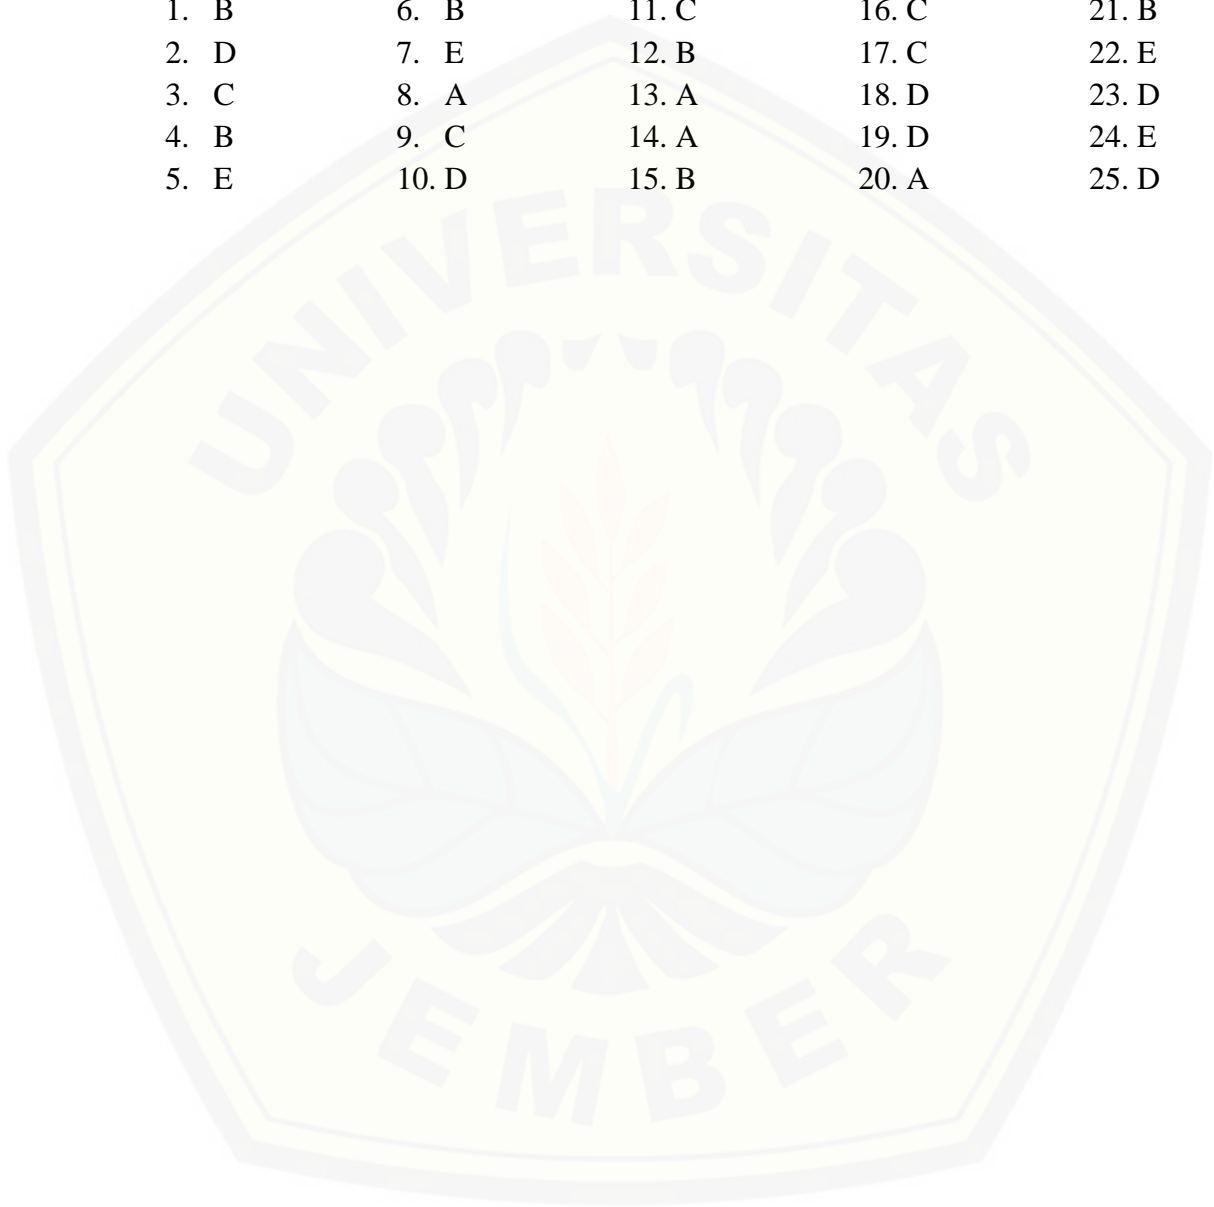 1. B 6. B 11. C 16. C 21. B
2. D 7. E 12. B 17. C 22. E
3. C 8. A 13. A 18. D 23. D
4. B 9. C 14. A 19. D 24. E
5. E 10. D 15. B 20. A 25. D
UNIVERSITAS
JEMBER